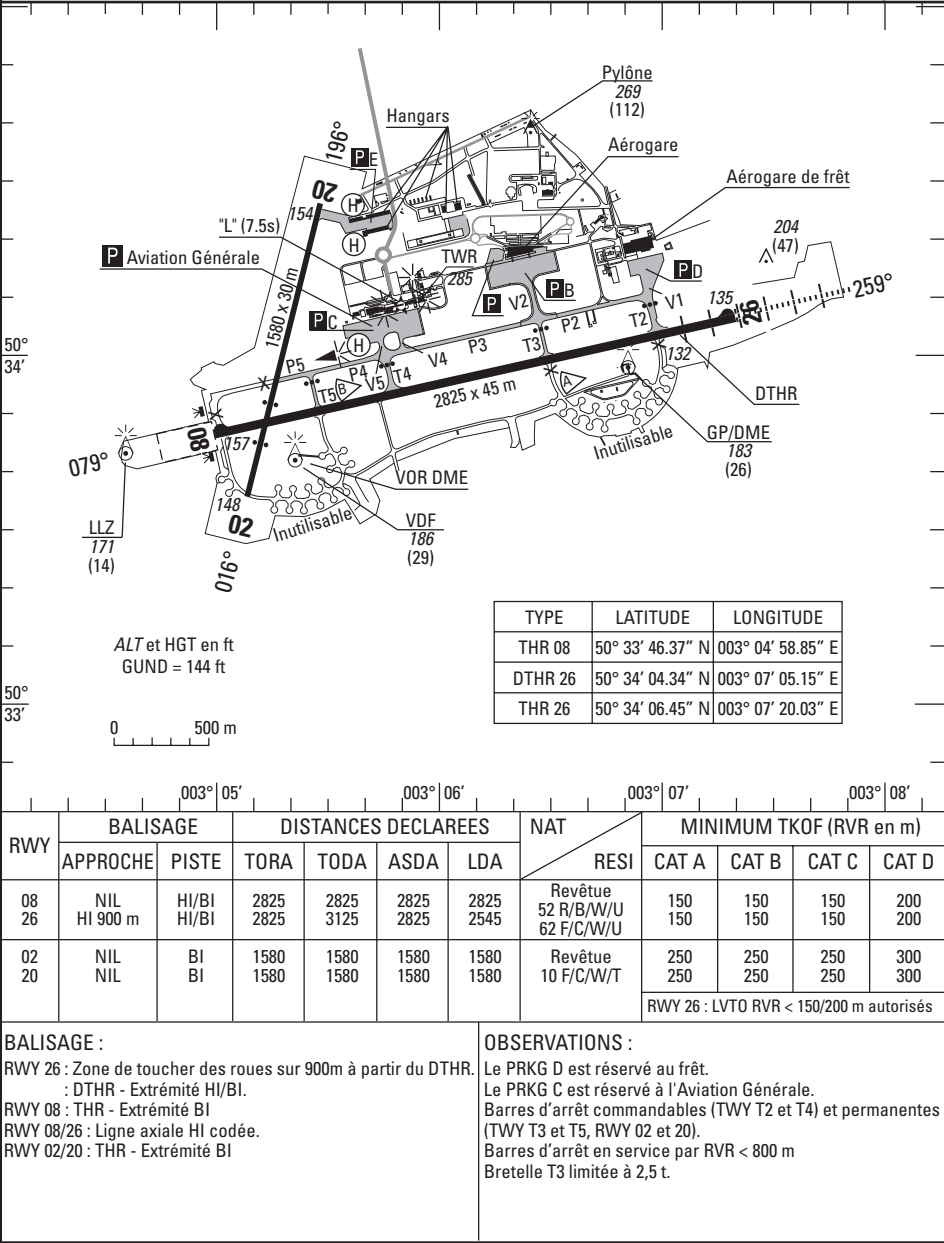 Pylône
269
(112)
Hangars
Aérogare
Aérogare de frêt
196°
20
P E
H
154
"L" (7.5s)
H
204
(47)
P Aviation Générale
TWR
285
1580 x 30 m
P
P B
P D
V2
V1
135
26
259°
P C
P2
T2
50°
34'
H
P5
P4
V5
T4
V4
P3
T3
132
T5
B
A
2825 x 45 m
DTHR
08
157
079°
Inutilisable
GP/DME
183
(26)
VOR DME
148
02
Inutilisable
VDF
186
(29)
LLZ
171
(14)
016°
TYPE LATITUDE LONGITUDE
THR 08 50° 33' 46.37" N 003° 04' 58.85" E
DTHR 26 50° 34' 04.34" N 003° 07' 05.15" E
THR 26 50° 34' 06.45" N 003° 07' 20.03" E
ALT et HGT en ft
GUND = 144 ft
50°
33'
0 500 m
003° 05' 003° 06' 003° 07' 003° 08'
RWY BALISAGE DISTANCES DECLAREES NAT RESI MINIMUM TKOF (RVR en m)
APPROCHE PISTE TORA TODA ASDA LDA CAT A CAT B CAT C CAT D
08 NIL HI/BI 2825 2825 2825 2825 Revêtue 150 150 150 200
26 HI 900 m HI/BI 2825 3125 2825 2545 52 R/B/W/U 150 150 150 200
62 F/C/W/U
02 NIL BI 1580 1580 1580 1580 Revêtue 250 250 250 300
20 NIL BI 1580 1580 1580 1580 10 F/C/W/T 250 250 250 300
RWY 26 : LVTO RVR < 150/200 m autorisés
BALISAGE :
RWY 26 : Zone de toucher des roues sur 900m à partir du DTHR.
: DTHR - Extrémité HI/BI.
RWY 08 : THR - Extrémité BI
RWY 08/26 : Ligne axiale HI codée.
RWY 02/20 : THR - Extrémité BI
OBSERVATIONS :
Le PRKG D est réservé au frêt.
Le PRKG C est réservé à l'Aviation Générale.
Barres d'arrêt commandables (TWY T2 et T4) et permanentes
(TWY T3 et T5, RWY 02 et 20).
Barres d'arrêt en service par RVR < 800 m
Bretelle T3 limitée à 2,5 t.